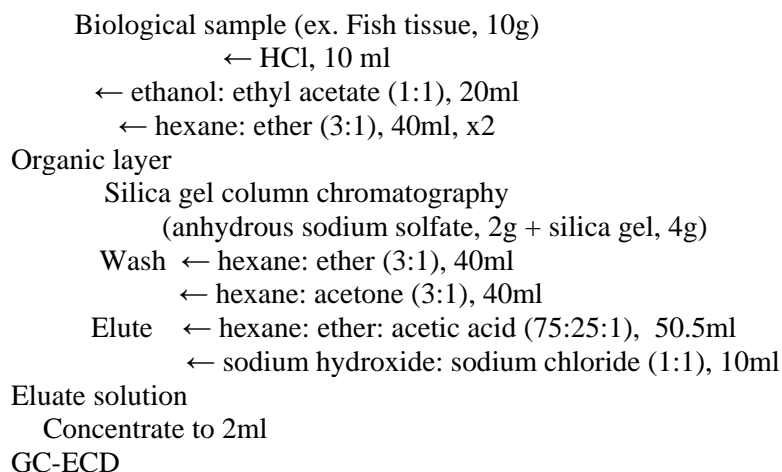 Biological sample (ex. Fish tissue, 10g)
← HCl, 10 ml
← ethanol: ethyl acetate (1:1), 20ml
← hexane: ether (3:1), 40ml, x2
Organic layer
Silica gel column chromatography
(anhydrous sodium solfate, 2g + silica gel, 4g)
Wash ← hexane: ether (3:1), 40ml
← hexane: acetone (3:1), 40ml
Elute ← hexane: ether: acetic acid (75:25:1), 50.5ml
← sodium hydroxide: sodium chloride (1:1), 10ml
Eluate solution
Concentrate to 2ml
GC-ECD